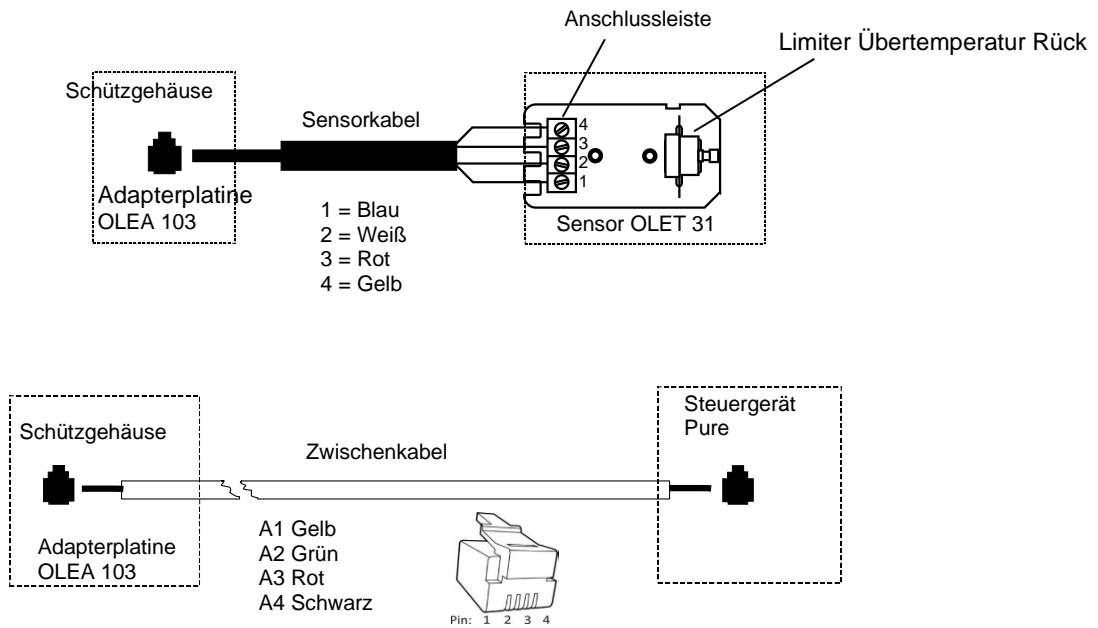 Anschlussleiste
Limiter Übertemperatur Rück
Schützgehäuse
Sensorkabel
4
3
2
1
Adapterplatine
OLEA 103
Sensor OLET 31
1 = Blau
2 = Weiß
3 = Rot
4 = Gelb
Steuergerät
Pure
Schützgehäuse
Zwischenkabel
Adapterplatine
OLEA 103
A1 Gelb
A2 Grün
A3 Rot
A4 Schwarz
Pin: 1 2 3 4